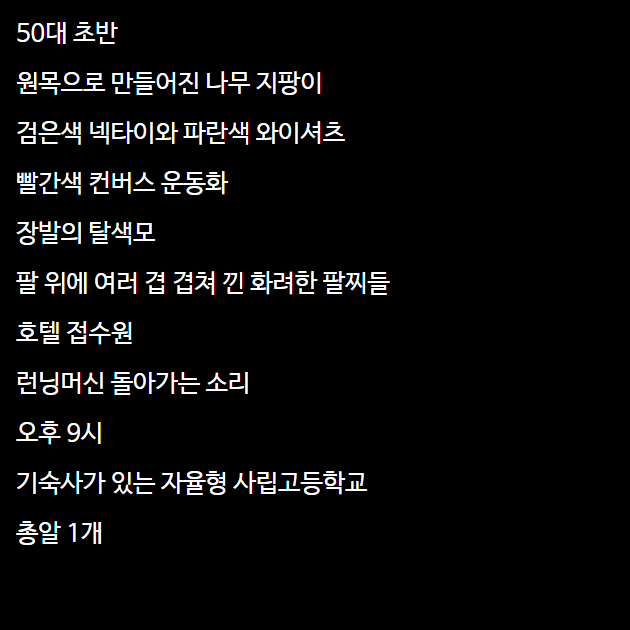 50대 초반
원목으로 만들어진 나무 지팡이
검은색 넥타이와 파란색 와이셔츠
빨간색 컨버스 운동화
장발의 탈색모
팔 위에 여러 겹 겹쳐 낀 화려한 팔찌들
호텔 접수원
런닝머신 돌아가는 소리
오후 9시
기숙사가 있는 자율형 사립고등학교
총알 1개